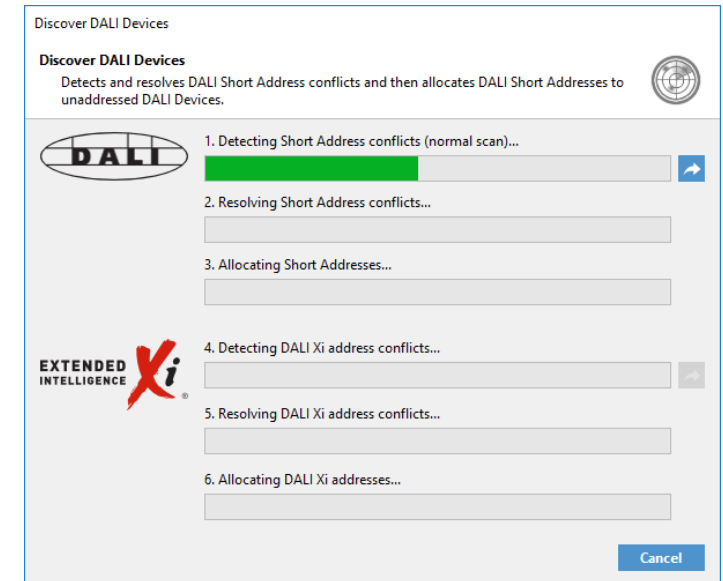 Discover DALI Devices
Discover DALI Devices
Detects and resolves DALI Short Address conflicts and then allocates DALI Short Addresses to
unaddressed DALI Devices.
DALI
1. Detecting Short Address conflicts (normal scan)...
2. Resolving Short Address conflicts...
3. Allocating Short Addresses...
EXTENDED
INTELLIGENCE
Xi
®
4. Detecting DALI Xi address conflicts...
5. Resolving DALI Xi address conflicts...
6. Allocating DALI Xi addresses...
Cancel